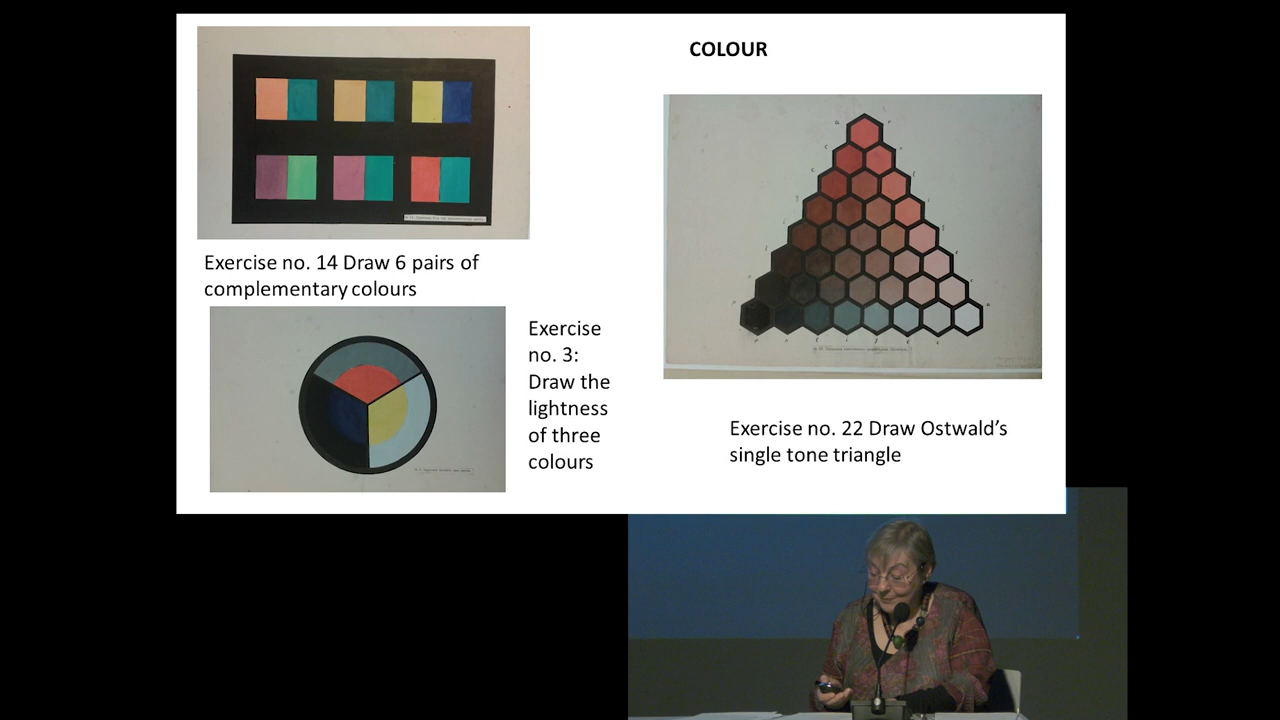 COLOUR
Exercise no. 14 Draw 6 pairs of
complementary colours
Exercise
no. 3:
Draw the
lightness
of three
colours
Exercise no. 22 Draw Ostwald’s
single tone triangle